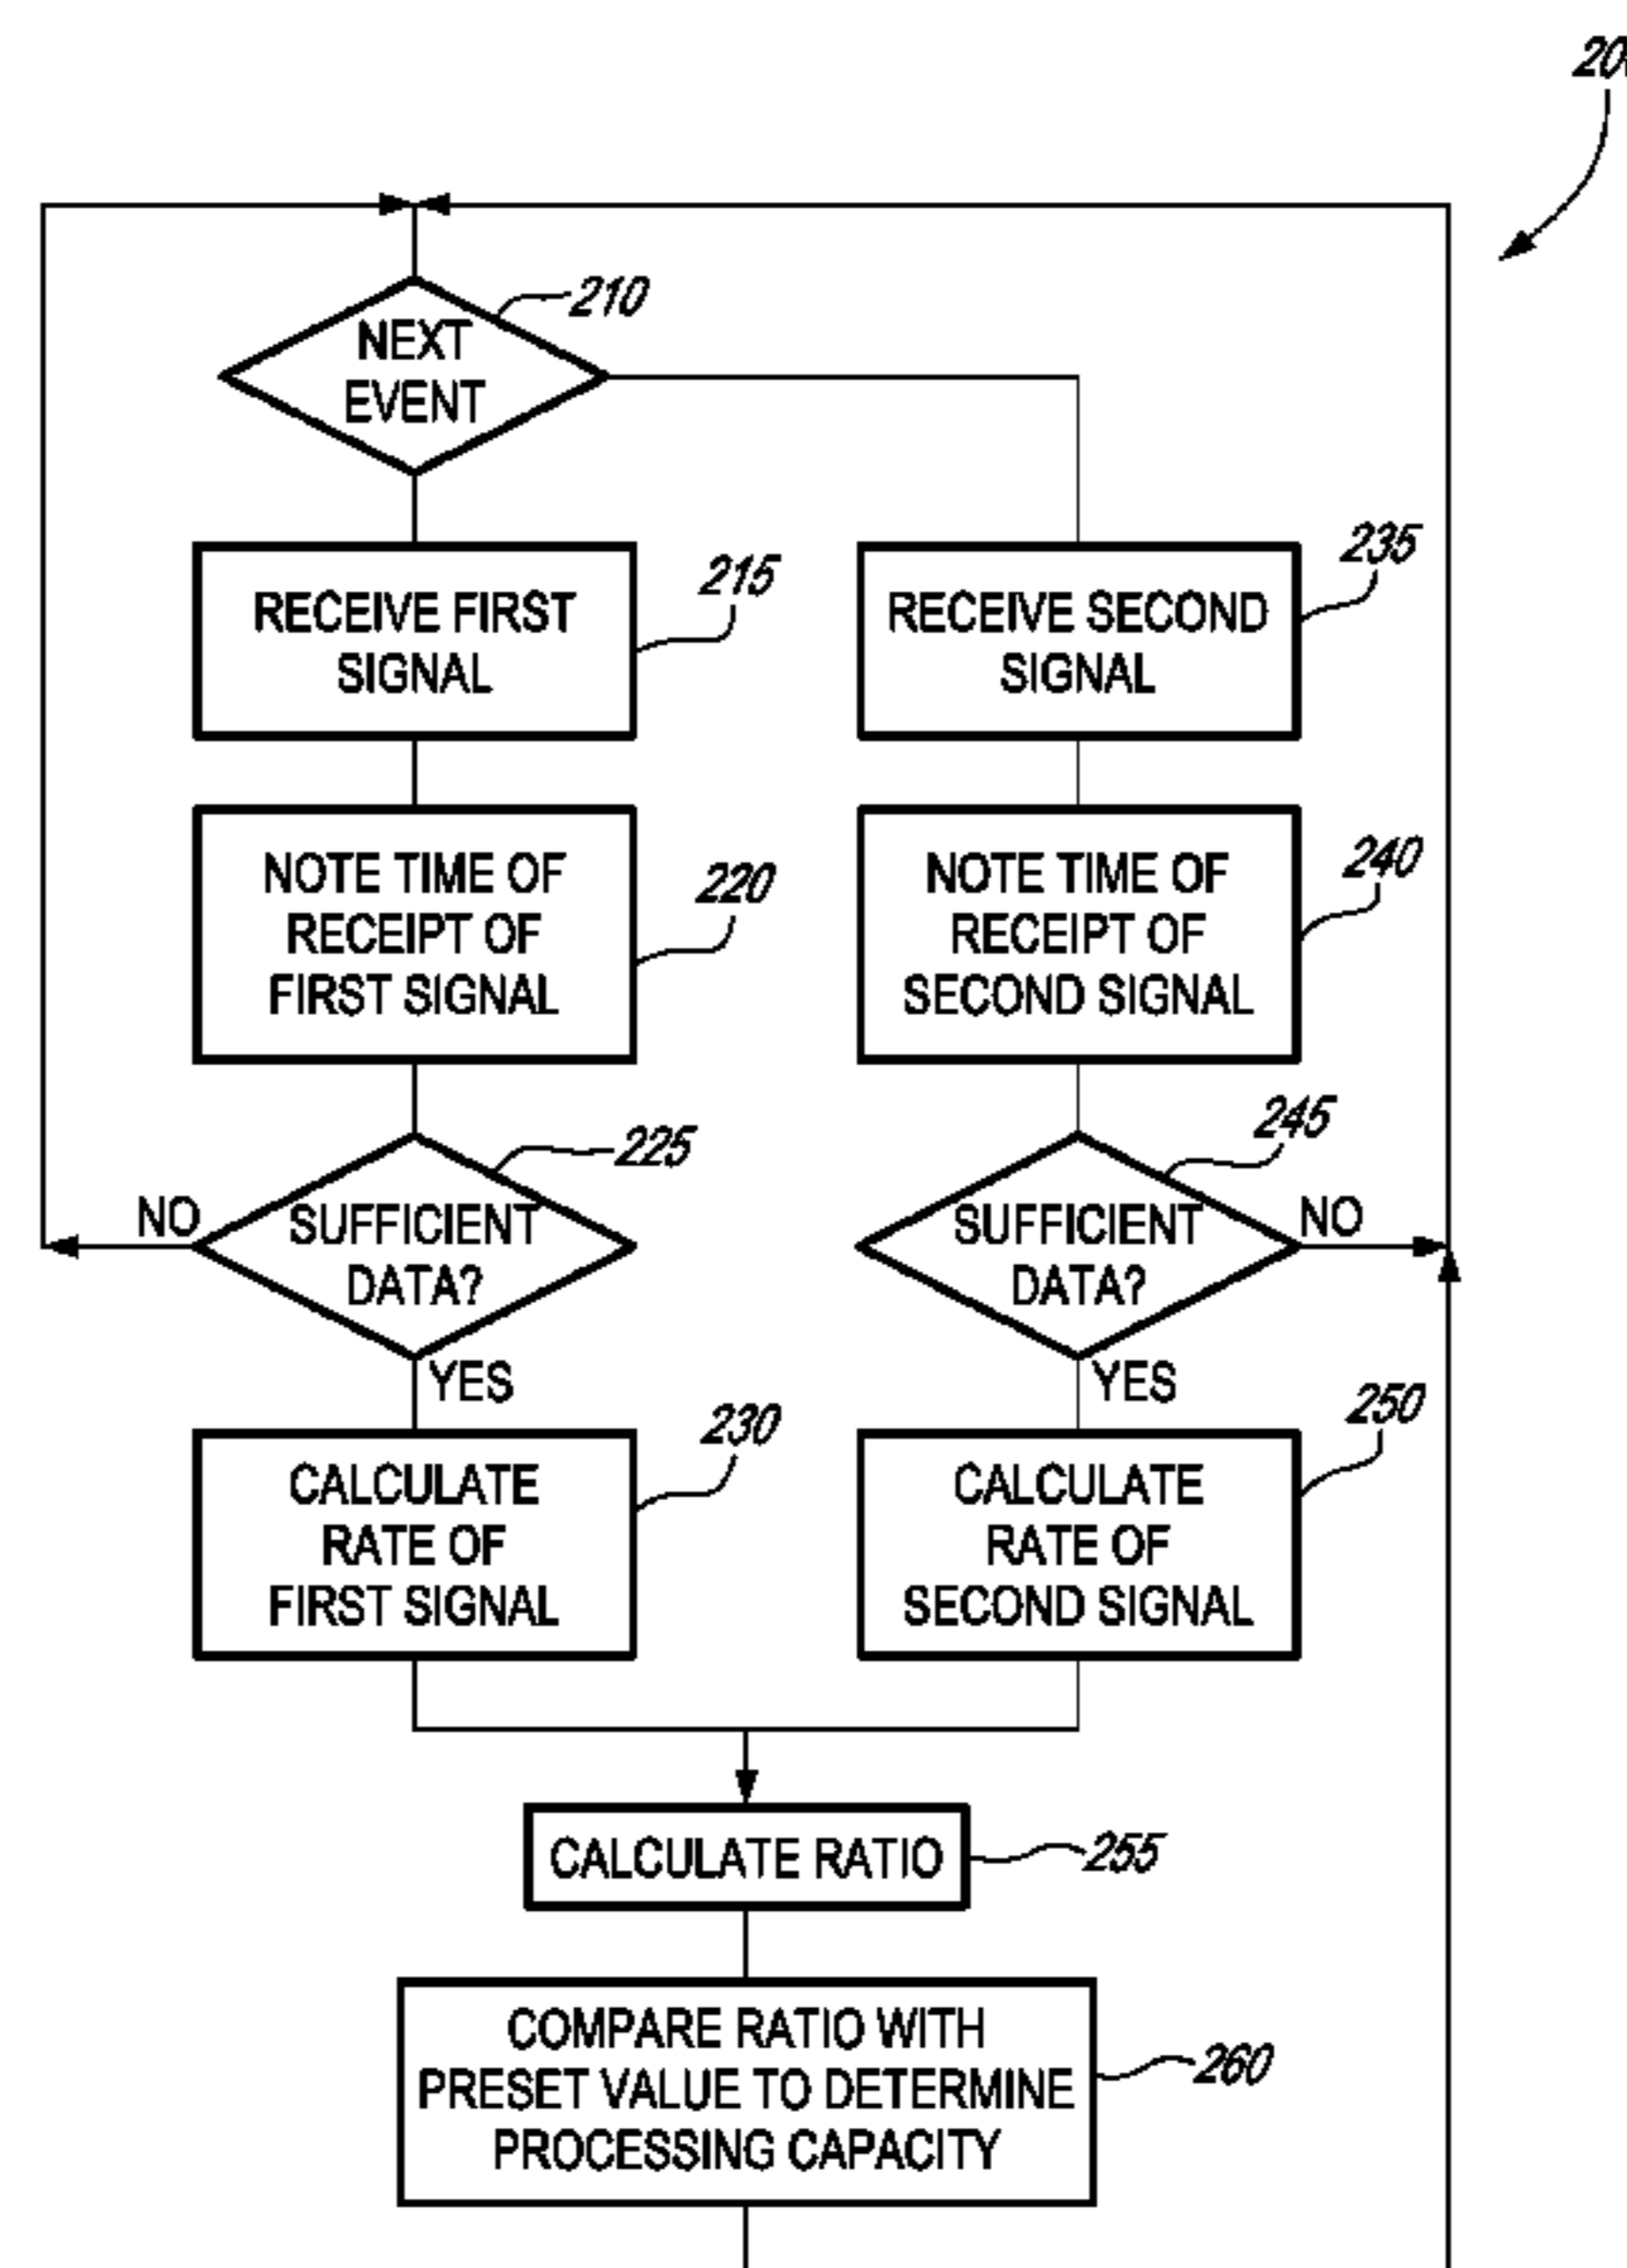 210
NEXT
EVENT
215
RECEIVE FIRST
SIGNAL
235
RECEIVE SECOND
SIGNAL
220
NOTE TIME OF
RECEIPT OF
FIRST SIGNAL
240
NOTE TIME OF
RECEIPT OF
SECOND SIGNAL
225
NO
SUFFICIENT
DATA?
YES
245
SUFFICIENT
DATA?
NO
YES
230
CALCULATE
RATE OF
FIRST SIGNAL
250
CALCULATE
RATE OF
SECOND SIGNAL
CALCULATE RATIO
255
COMPARE RATIO WITH
PRESET VALUE TO DETERMINE
PROCESSING CAPACITY
260